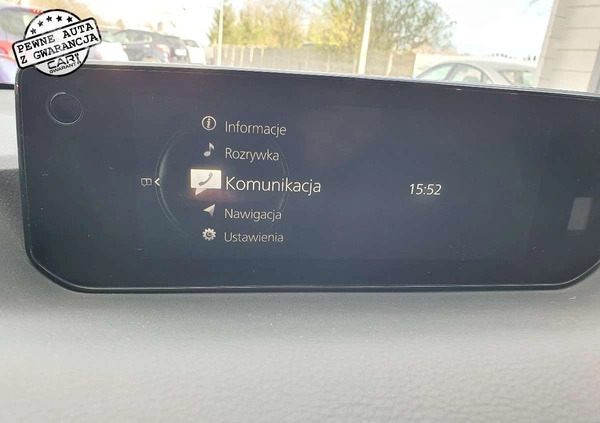 PEWNE AUTA
Z GWARANCJĄ
Informacje
Rozrywka
Komunikacja
15:52
Nawigacja
Ustawienia